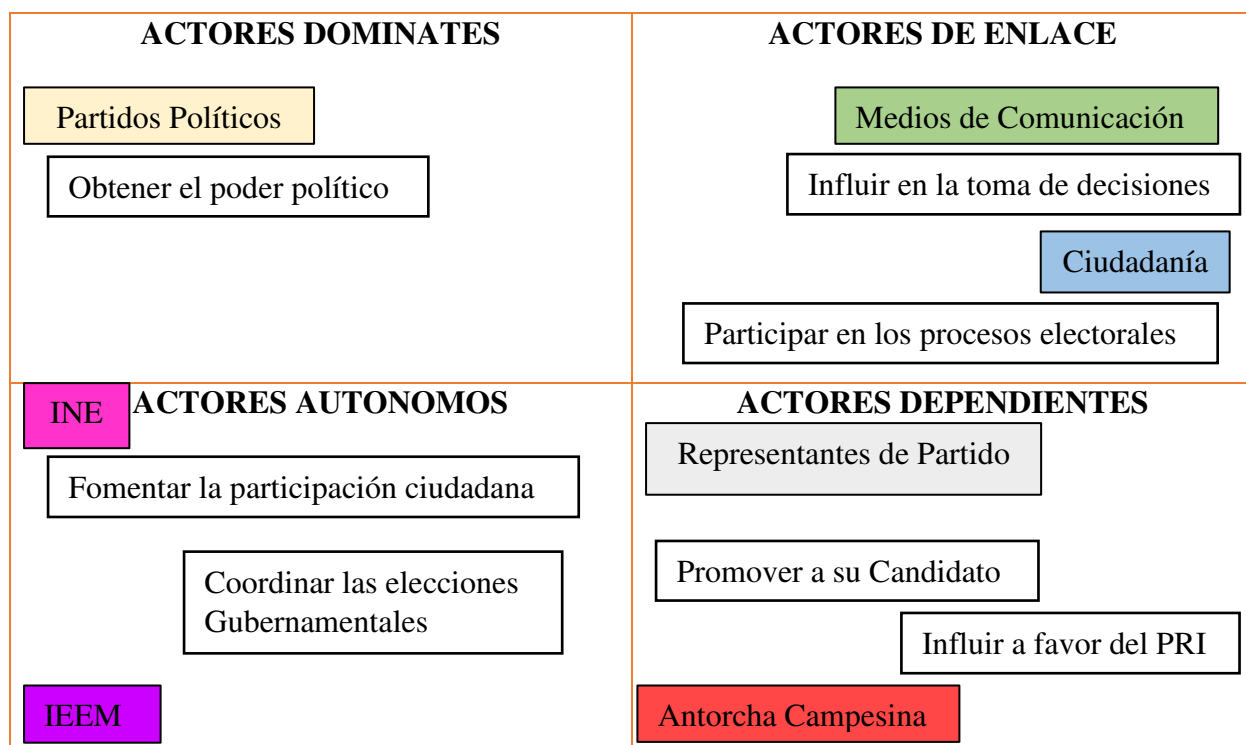 ACTORES DOMINATES
Partidos Políticos
Obtener el poder político
ACTORES DE ENLACE
Medios de Comunicación
Influir en la toma de decisiones
Ciudadanía
Participar en los procesos electorales
INE
ACTORES AUTONOMOS
Fomentar la participación ciudadana
Coordinar las elecciones
Gubernamentales
IEEM
ACTORES DEPENDIENTES
Representantes de Partido
Promover a su Candidato
Influir a favor del PRI
Antorcha Campesina